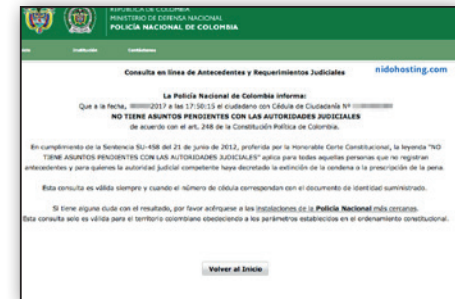 REPÚBLICA DE COLOMBIA
MINISTERIO DE DEFENSA NACIONAL
POLICÍA NACIONAL DE COLOMBIA
Institución Contáctenos
nidohosting.com
Consulta en línea de Antecedentes y Requerimientos Judiciales
La Policía Nacional de Colombia informa:
Que a la fecha, 2017 a las 17:50:15 el ciudadano con Cédula de Ciudadanía Nº
NO TIENE ASUNTOS PENDIENTES CON LAS AUTORIDADES JUDICIALES
de acuerdo con el art. 248 de la Constitución Política de Colombia.
En cumplimiento de la Sentencia SU-458 del 21 de junio de 2012, proferida por la Honorable Corte Constitucional, la leyenda "NO
TIENE ASUNTOS PENDIENTES CON LAS AUTORIDADES JUDICIALES" aplica para todas aquellas personas que no registran
antecedentes y para quienes la autoridad judicial competente haya decretado la extinción de la condena o la prescripción de la pena.
Esta consulta es válida siempre y cuando el número de cédula correspondan con el documento de identidad suministrado.
Si tiene alguna duda con el resultado, por favor acérquese a las instalaciones de la Policía Nacional más cercanas.
Esta consulta solo es válida para el territorio colombiano obedeciendo a los parámetros establecidos en el ordenamiento constitucional.
Volver al Inicio